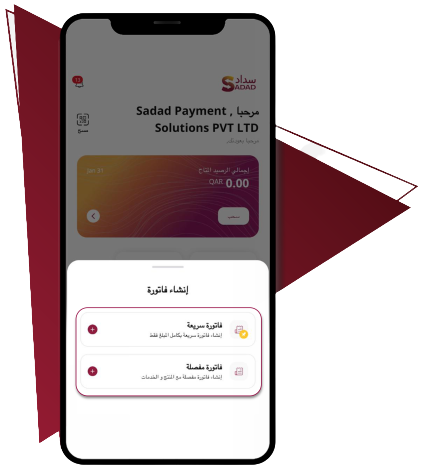 13
سداد
SADAD
مرحبا , Sadad Payment
Solutions PVT LTD
مرحبا بعودتك,
إجمالي الرصيد المتاح
QAR 0.00
إنشاء فاتورة
فاتورة سريعة
إنشاء فاتورة سريعة بكامل المبلغ فقط
فاتورة مفصلة
إنشاء فاتورة مفصلة مع المنتج و الخدمات